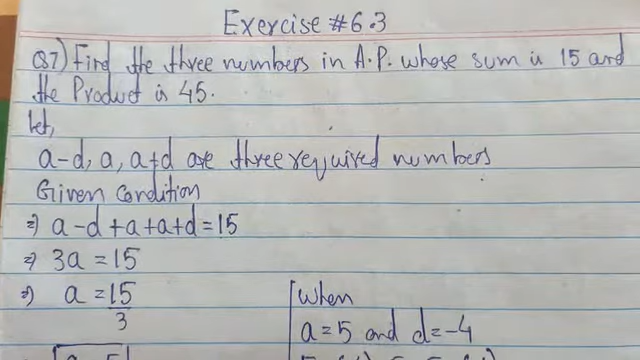 Exercise #6.3
Q7) Find the three numbers in A.P. whose sum is 15 and
the Product is 45.
let,
a-d, a, a+d are three required numbers
Given condition
⇒ a-d+a+a+d=15
⇒ 3a = 15
⇒ a = 15
3
When
a=5 and d=-4